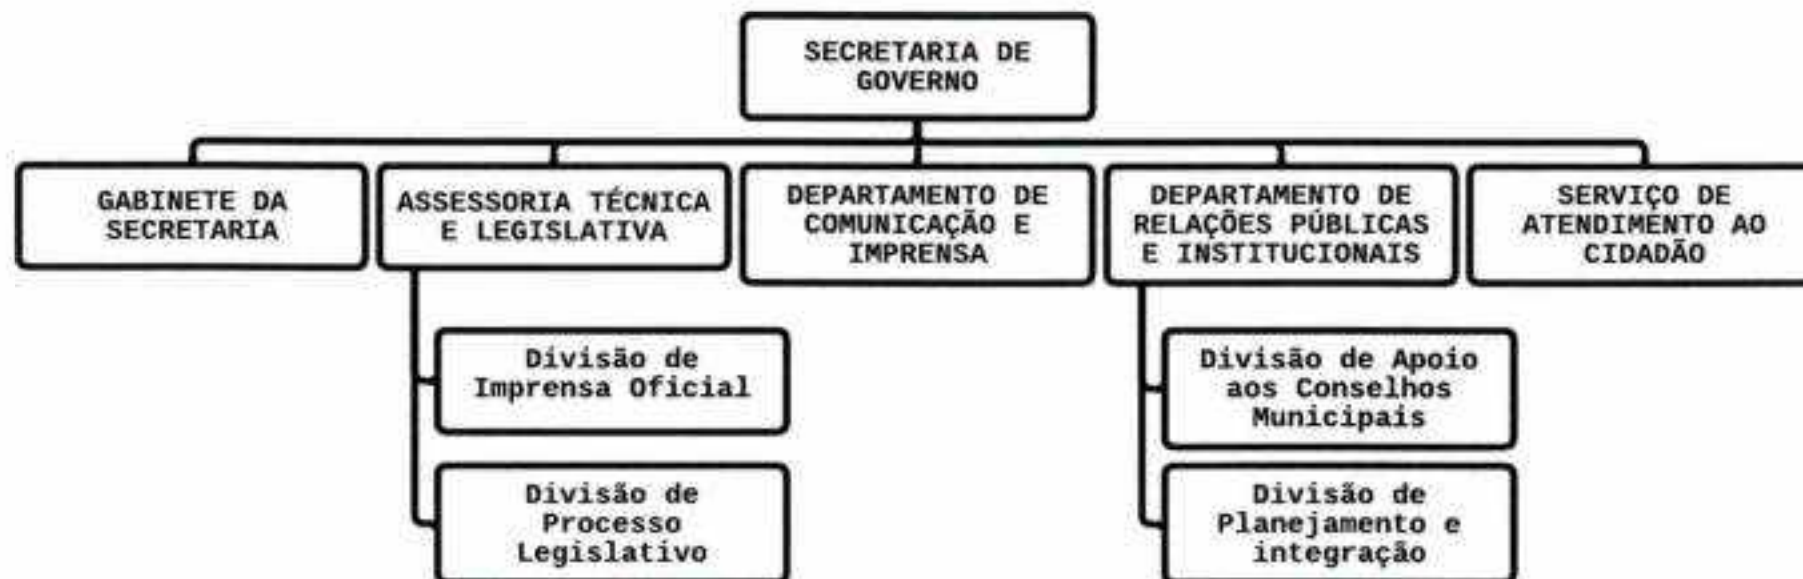 SECRETARIA DE
GOVERNO
GABINETE DA
SECRETARIA
ASSESSORIA TÉCNICA
E LEGISLATIVA
DEPARTAMENTO DE
COMUNICAÇÃO E
IMPRENSA
DEPARTAMENTO DE
RELAÇÕES PÚBLICAS
E INSTITUCIONAIS
SERVIÇO DE
ATENDIMENTO AO
CIDADÃO
Divisão de
Imprensa Oficial
Divisão de
Processo
Legislativo
Divisão de Apoio
aos Conselhos
Municipais
Divisão de
Planejamento e
integração